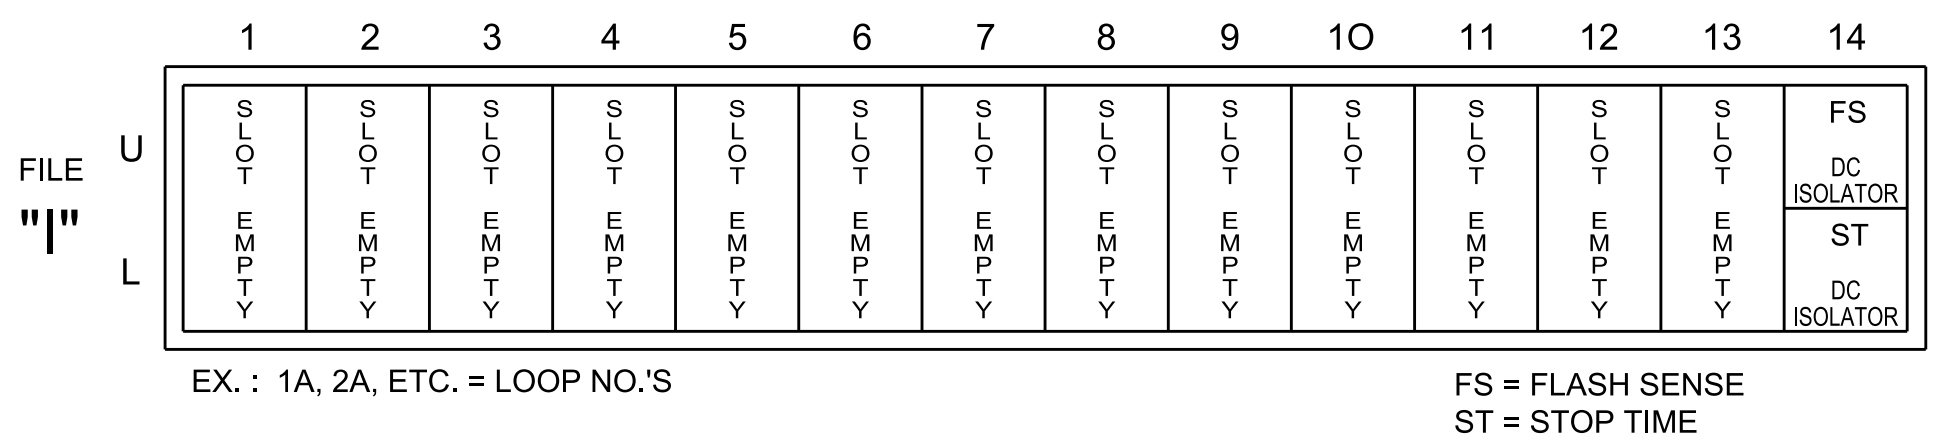 1 2 3 4 5 6 7 8 9 10 11 12 13 14
FILE
"I"
U
L
SLOT EMPTY
SLOT EMPTY
SLOT EMPTY
SLOT EMPTY
SLOT EMPTY
SLOT EMPTY
SLOT EMPTY
SLOT EMPTY
SLOT EMPTY
SLOT EMPTY
SLOT EMPTY
SLOT EMPTY
SLOT EMPTY
FS
DC
ISOLATOR
ST
DC
ISOLATOR
EX. : 1A, 2A, ETC. = LOOP NO.'S
FS = FLASH SENSE
ST = STOP TIME